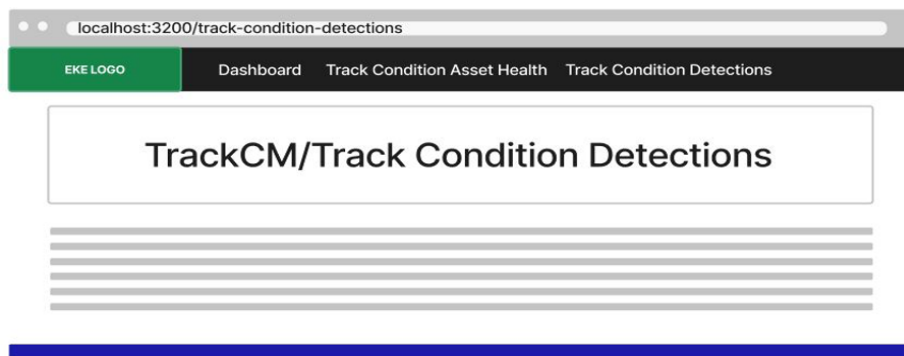 localhost:3200/track-condition-detections
EKE LOGO Dashboard Track Condition Asset Health Track Condition Detections
TrackCM/Track Condition Detections